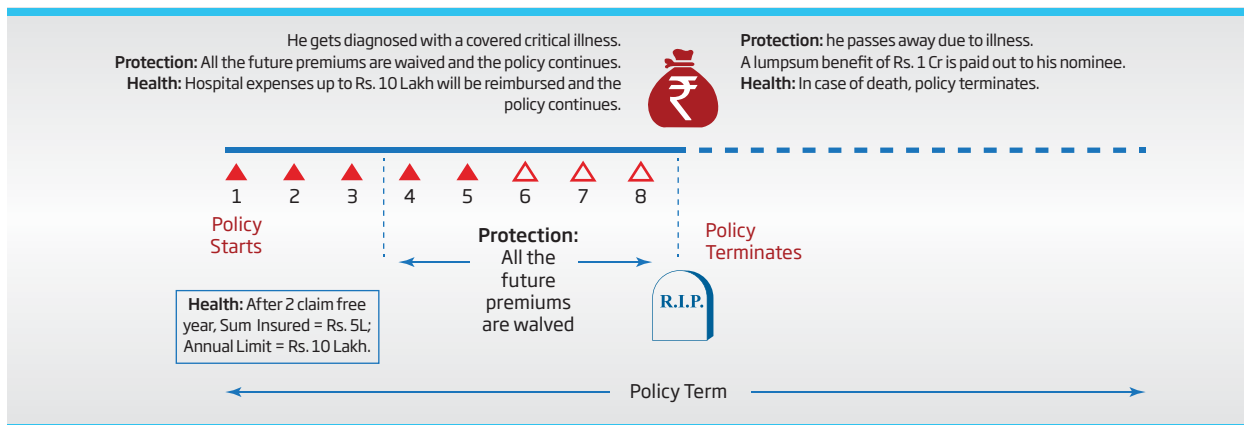 He gets diagnosed with a covered critical illness.
Protection: All the future premiums are waived and the policy continues.
Health: Hospital expenses up to Rs. 10 Lakh will be reimbursed and the
policy continues.
₹
Protection: he passes away due to illness.
A lumpsum benefit of Rs. 1 Cr is paid out to his nominee.
Health: In case of death, policy terminates.
1 2 3 4 5 6 7 8
Policy
Starts
Protection:
All the
future
premiums
are walved
Policy
Terminates
R.I.P.
Health: After 2 claim free
year, Sum Insured = Rs. 5L;
Annual Limit = Rs. 10 Lakh.
Policy Term